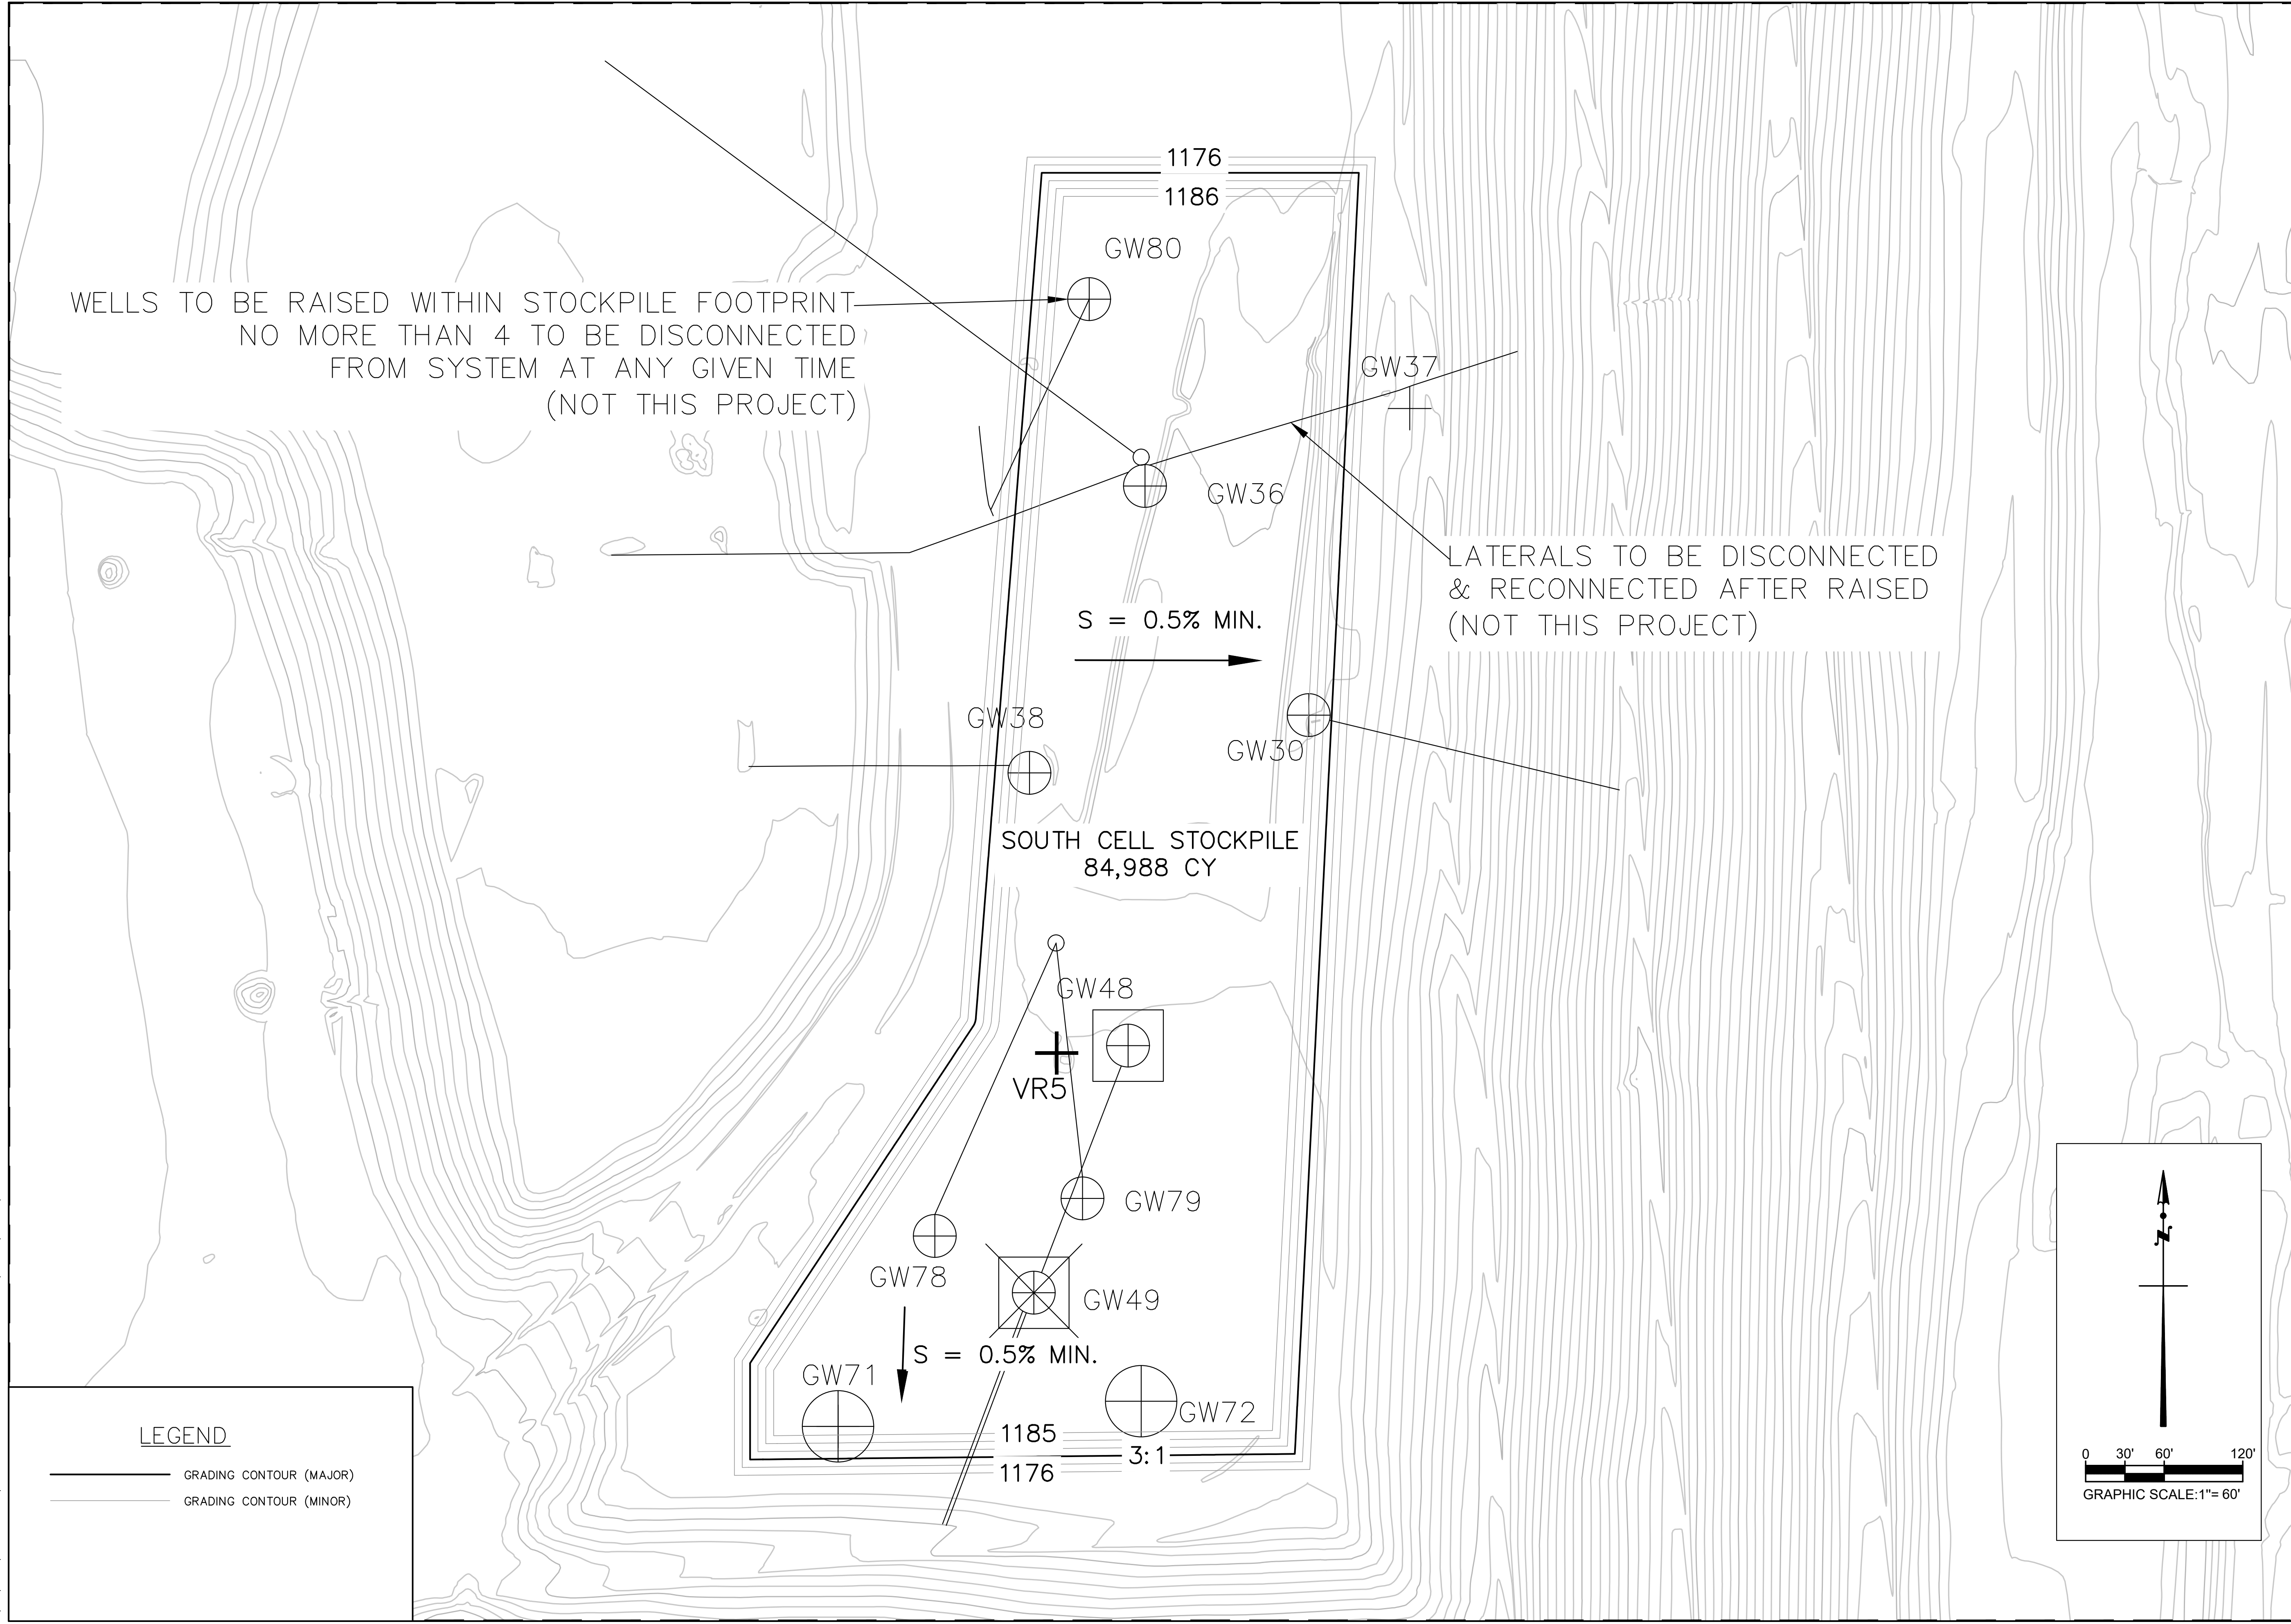 1176
1186
GW80
WELLS TO BE RAISED WITHIN STOCKPILE FOOTPRINT
NO MORE THAN 4 TO BE DISCONNECTED
FROM SYSTEM AT ANY GIVEN TIME
(NOT THIS PROJECT)
GW37
GW36
LATERALS TO BE DISCONNECTED
& RECONNECTED AFTER RAISED
(NOT THIS PROJECT)
S = 0.5% MIN.
GW38
GW30
SOUTH CELL STOCKPILE
84,988 CY
GW48
VR5
GW79
GW78
GW49
S = 0.5% MIN.
GW71
GW72
1185
3:1
1176
LEGEND
GRADING CONTOUR (MAJOR)
GRADING CONTOUR (MINOR)
N
0 30' 60' 120'
GRAPHIC SCALE:1"= 60'